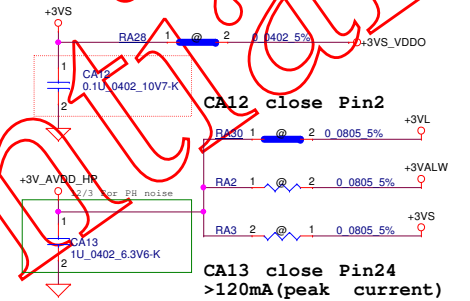 +3VS
RA28 1 @ 2 0_0402_5%
+3VS_VDDO
1
CA12
0.1U_0402_10V7-K
2
CA12 close Pin2
+3VL
RA30 1 @ 2 0_0805_5%
+3V_AVDD_HP
+3VALW
12/3 For PH noise
RA2 1 @ 2 0_0805_5%
+3VS
1
CA13
1U_0402_6.3V6-K
2
RA3 2 @ 1 0_0805_5%
CA13 close Pin24
>120mA(peak current)